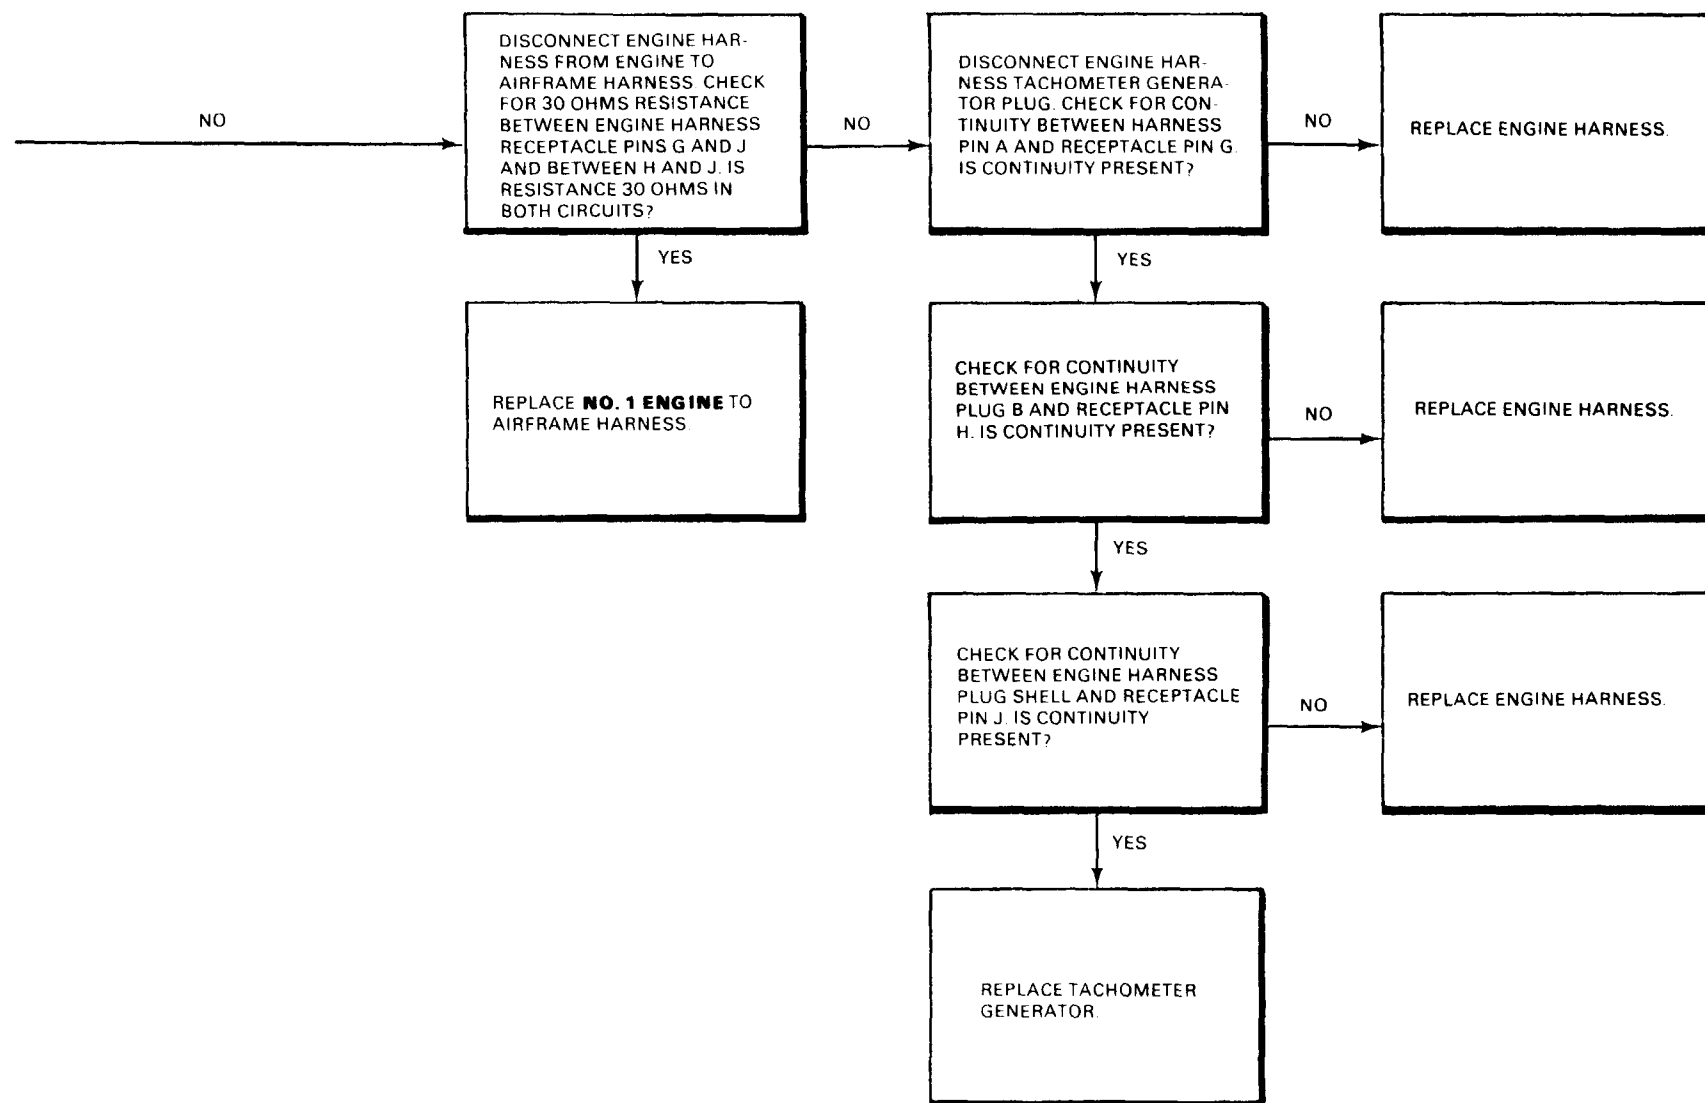 NO
DISCONNECT ENGINE HAR-
NESS FROM ENGINE TO
AIRFRAME HARNESS. CHECK
FOR 30 OHMS RESISTANCE
BETWEEN ENGINE HARNESS
RECEPTACLE PINS G AND J
AND BETWEEN H AND J. IS
RESISTANCE 30 OHMS IN
BOTH CIRCUITS?
NO
DISCONNECT ENGINE HAR-
NESS TACHOMETER GENERA-
TOR PLUG. CHECK FOR CON-
TINUITY BETWEEN HARNESS
PIN A AND RECEPTACLE PIN G.
IS CONTINUITY PRESENT?
NO
REPLACE ENGINE HARNESS.
YES
YES
REPLACE NO. 1 ENGINE TO
AIRFRAME HARNESS.
CHECK FOR CONTINUITY
BETWEEN ENGINE HARNESS
PLUG B AND RECEPTACLE PIN
H. IS CONTINUITY PRESENT?
NO
REPLACE ENGINE HARNESS.
YES
CHECK FOR CONTINUITY
BETWEEN ENGINE HARNESS
PLUG SHELL AND RECEPTACLE
PIN J. IS CONTINUITY
PRESENT?
NO
REPLACE ENGINE HARNESS.
YES
REPLACE TACHOMETER
GENERATOR.